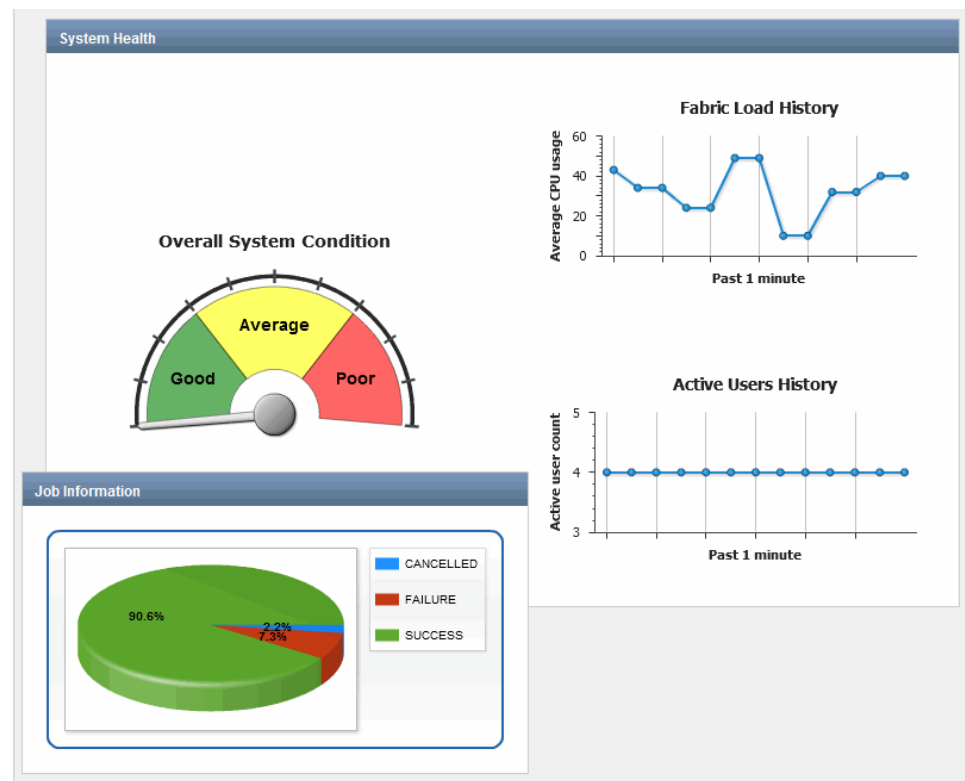 System Health
Fabric Load History
Average CPU usage
60
40
20
0
Past 1 minute
Overall System Condition
Good
Average
Poor
Active Users History
Active user count
5
4
3
Past 1 minute
Job Information
90.6%
2.2%
7.3%
CANCELLED
FAILURE
SUCCESS